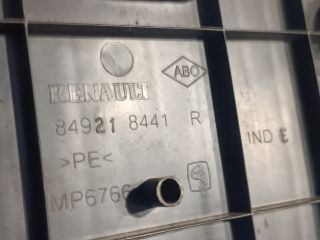 ABO
RENAULT
84921 8441 R
IND E
>PE<
MP6766